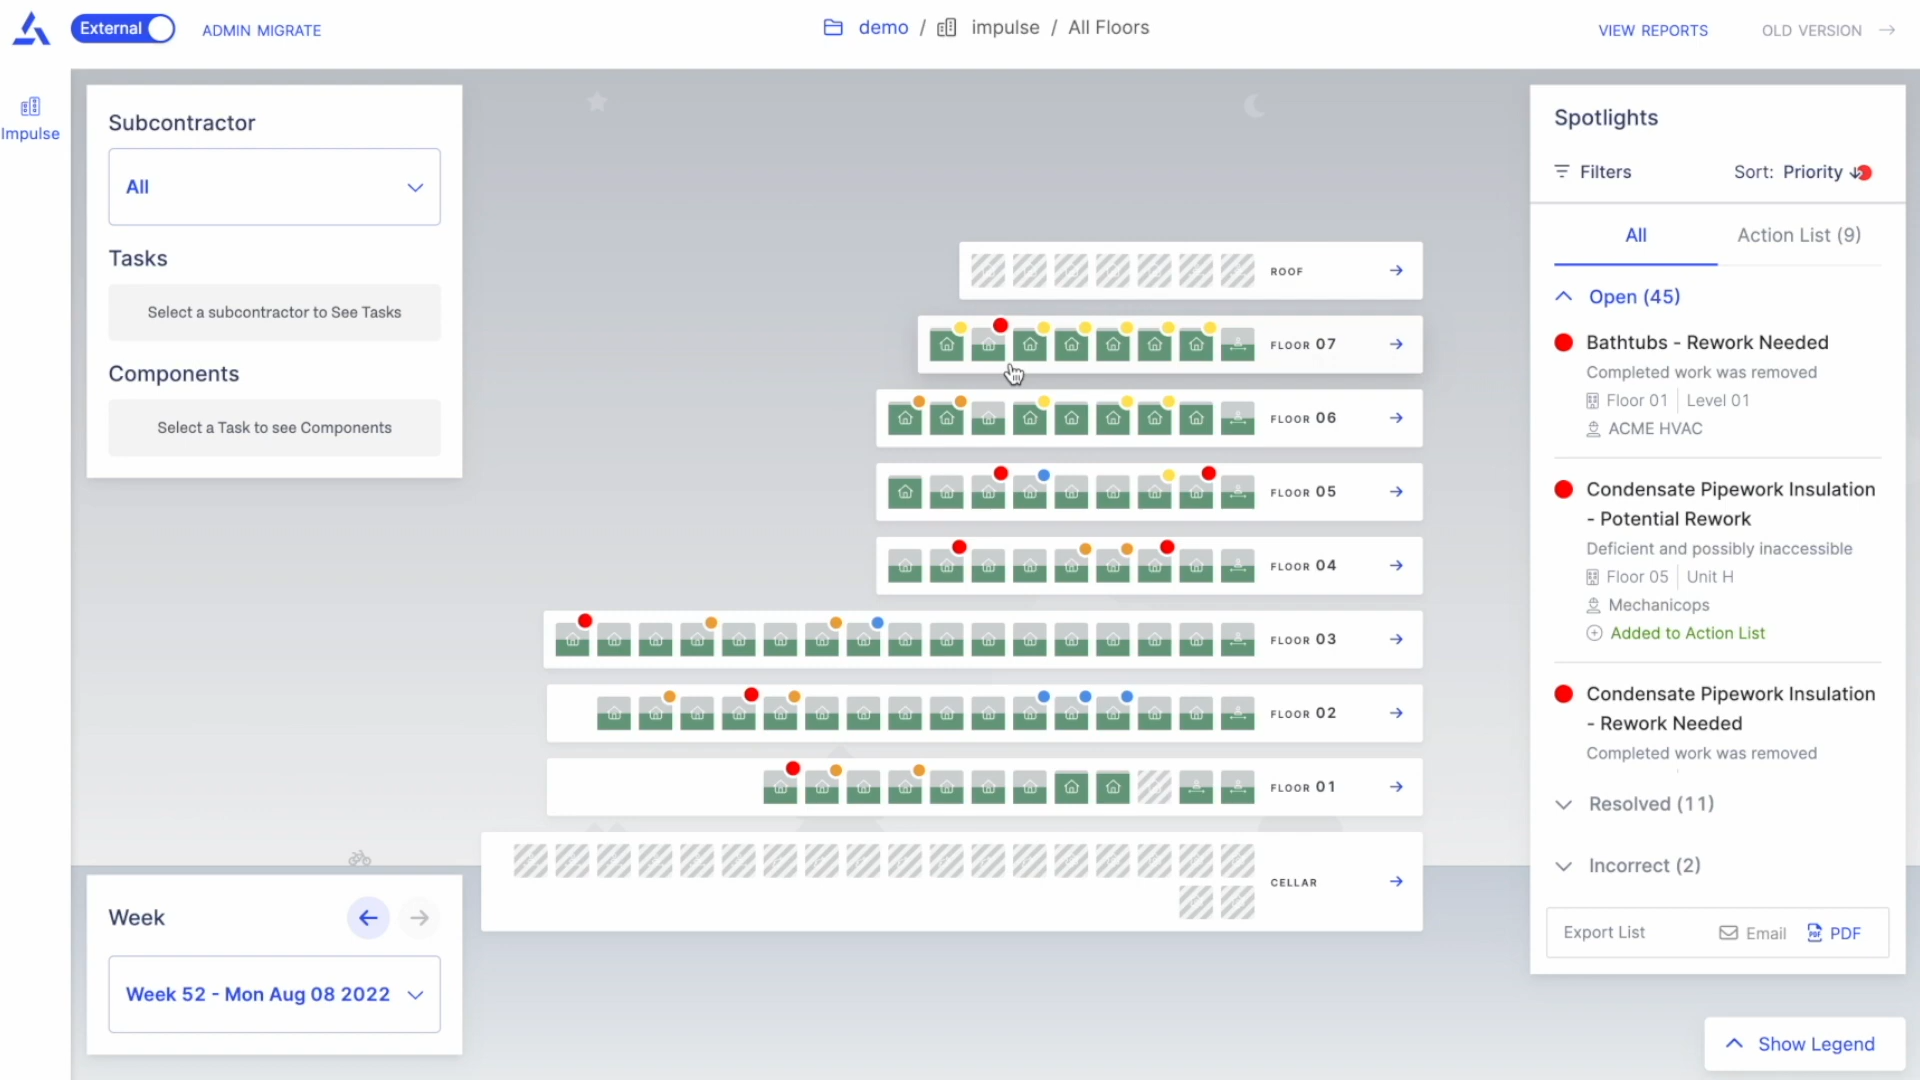 External
ADMIN MIGRATE
demo / impulse / All Floors
VIEW REPORTS
OLD VERSION
Impulse
Subcontractor
All
Tasks
Select a subcontractor to See Tasks
Components
Select a Task to see Components
ROOF
FLOOR 07
FLOOR 06
FLOOR 05
FLOOR 04
FLOOR 03
FLOOR 02
FLOOR 01
CELLAR
Week
Week 52 - Mon Aug 08 2022
Spotlights
Filters
Sort: Priority
All
Action List (9)
Open (45)
Bathtubs - Rework Needed
Completed work was removed
Floor 01 | Level 01
ACME HVAC
Condensate Pipework Insulation
- Potential Rework
Deficient and possibly inaccessible
Floor 05 | Unit H
Mechanicops
Added to Action List
Condensate Pipework Insulation
- Rework Needed
Completed work was removed
Resolved (11)
Incorrect (2)
Export List
Email
PDF
Show Legend